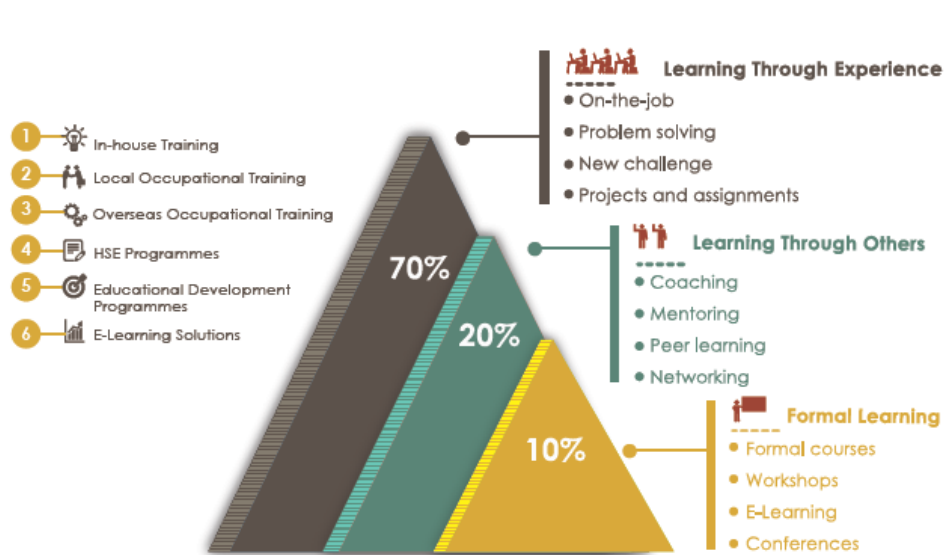 1
In-house Training
2
Local Occupational Training
3
Overseas Occupational Training
4
HSE Programmes
5
Educational Development
Programmes
6
E-Learning Solutions
70%
20%
10%
Learning Through Experience
On-the-job
Problem solving
New challenge
Projects and assignments
Learning Through Others
Coaching
Mentoring
Peer learning
Networking
Formal Learning
Formal courses
Workshops
E-Learning
Conferences